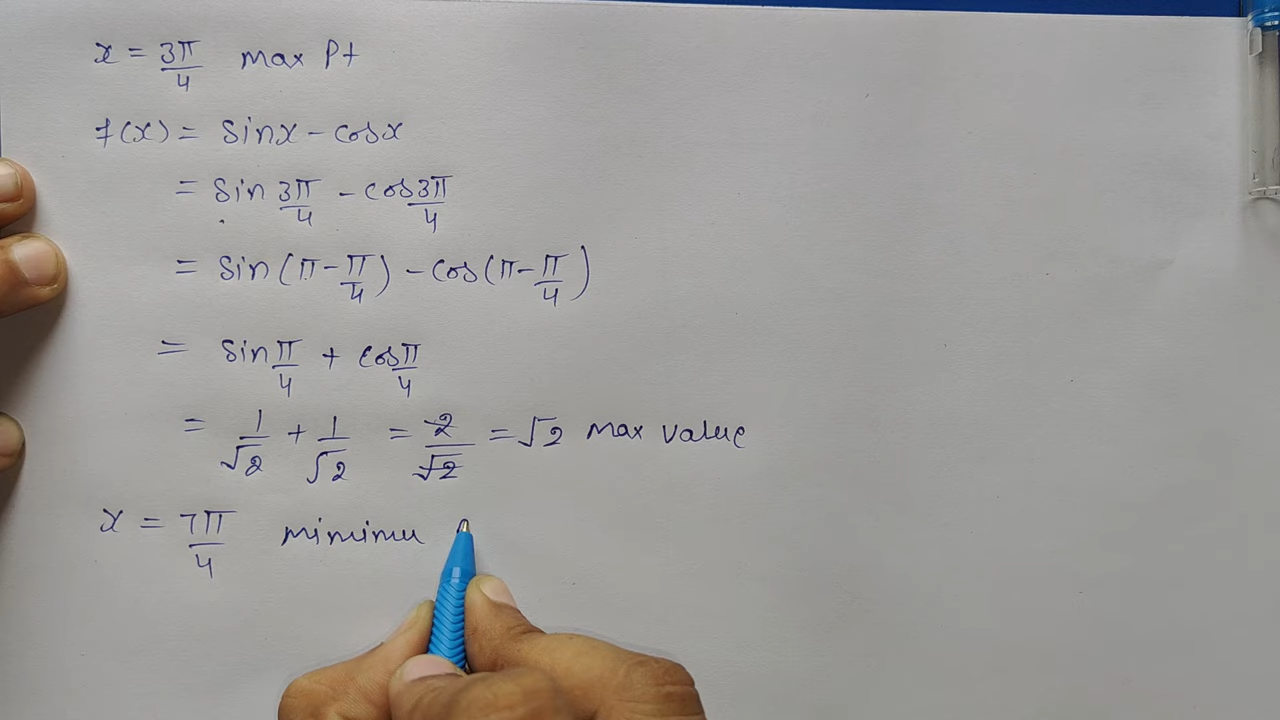 x = 3π/4 max Pt
f(x) = sinx - cosx
= sin 3π/4 - cos 3π/4
= sin(π - π/4) - cos(π - π/4)
= sin π/4 + cos π/4
= 1/√2 + 1/√2 = 2/√2 = √2 max value
x = 7π/4 minimu